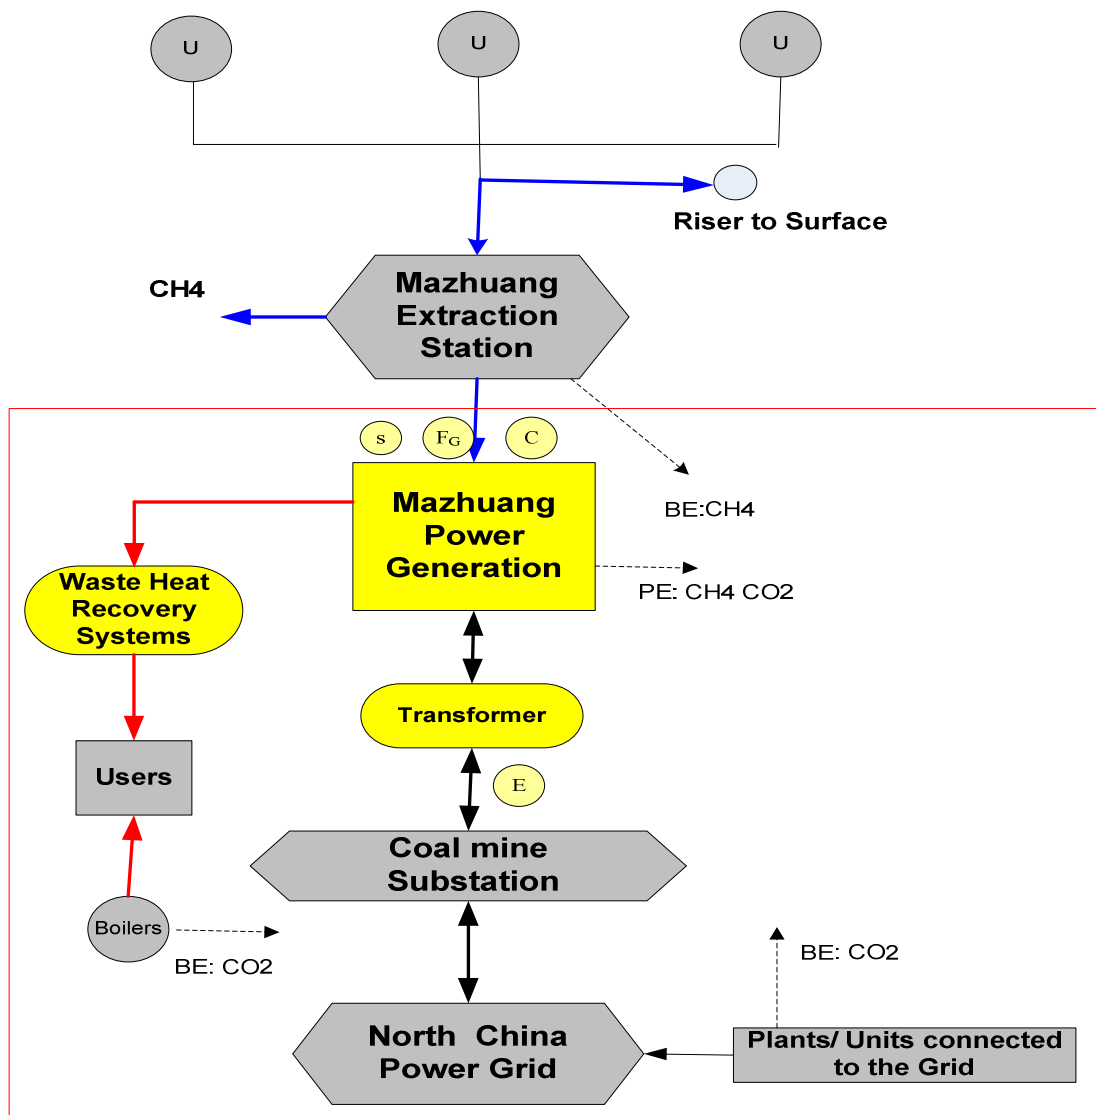 U
U
U
Riser to Surface
CH4
Mazhuang
Extraction
Station
s
FG
C
Mazhuang
Power
Generation
BE:CH4
PE: CH4 CO2
Waste Heat
Recovery
Systems
Transformer
Users
E
Coal mine
Substation
Boilers
BE: CO2
BE: CO2
North China
Power Grid
Plants/ Units connected
to the Grid